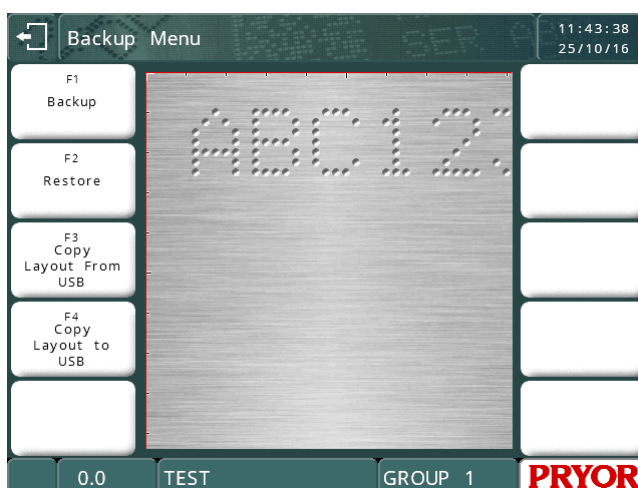 Backup Menu
11:43:38
25/10/16
F1
Backup
F2
Restore
F3
Copy
Layout From
USB
F4
Copy
Layout to
USB
ABC12
0.0
TEST
GROUP 1
PRYOR